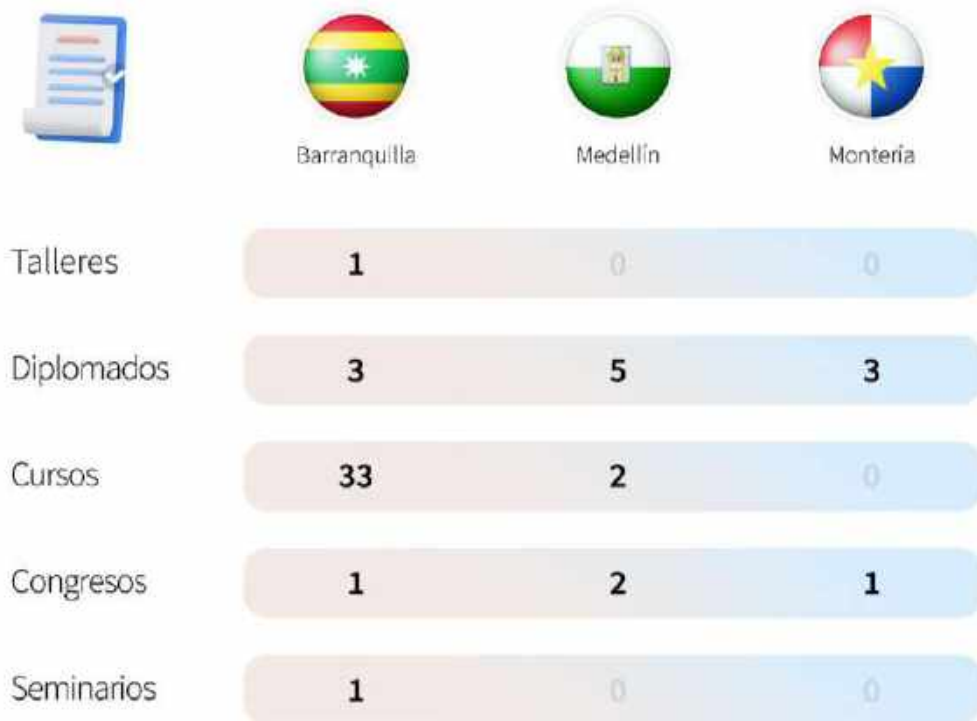 Barranquilla Medellín Montería
Talleres 1 0 0
Diplomados 3 5 3
Cursos 33 2 0
Congresos 1 2 1
Seminarios 1 0 0